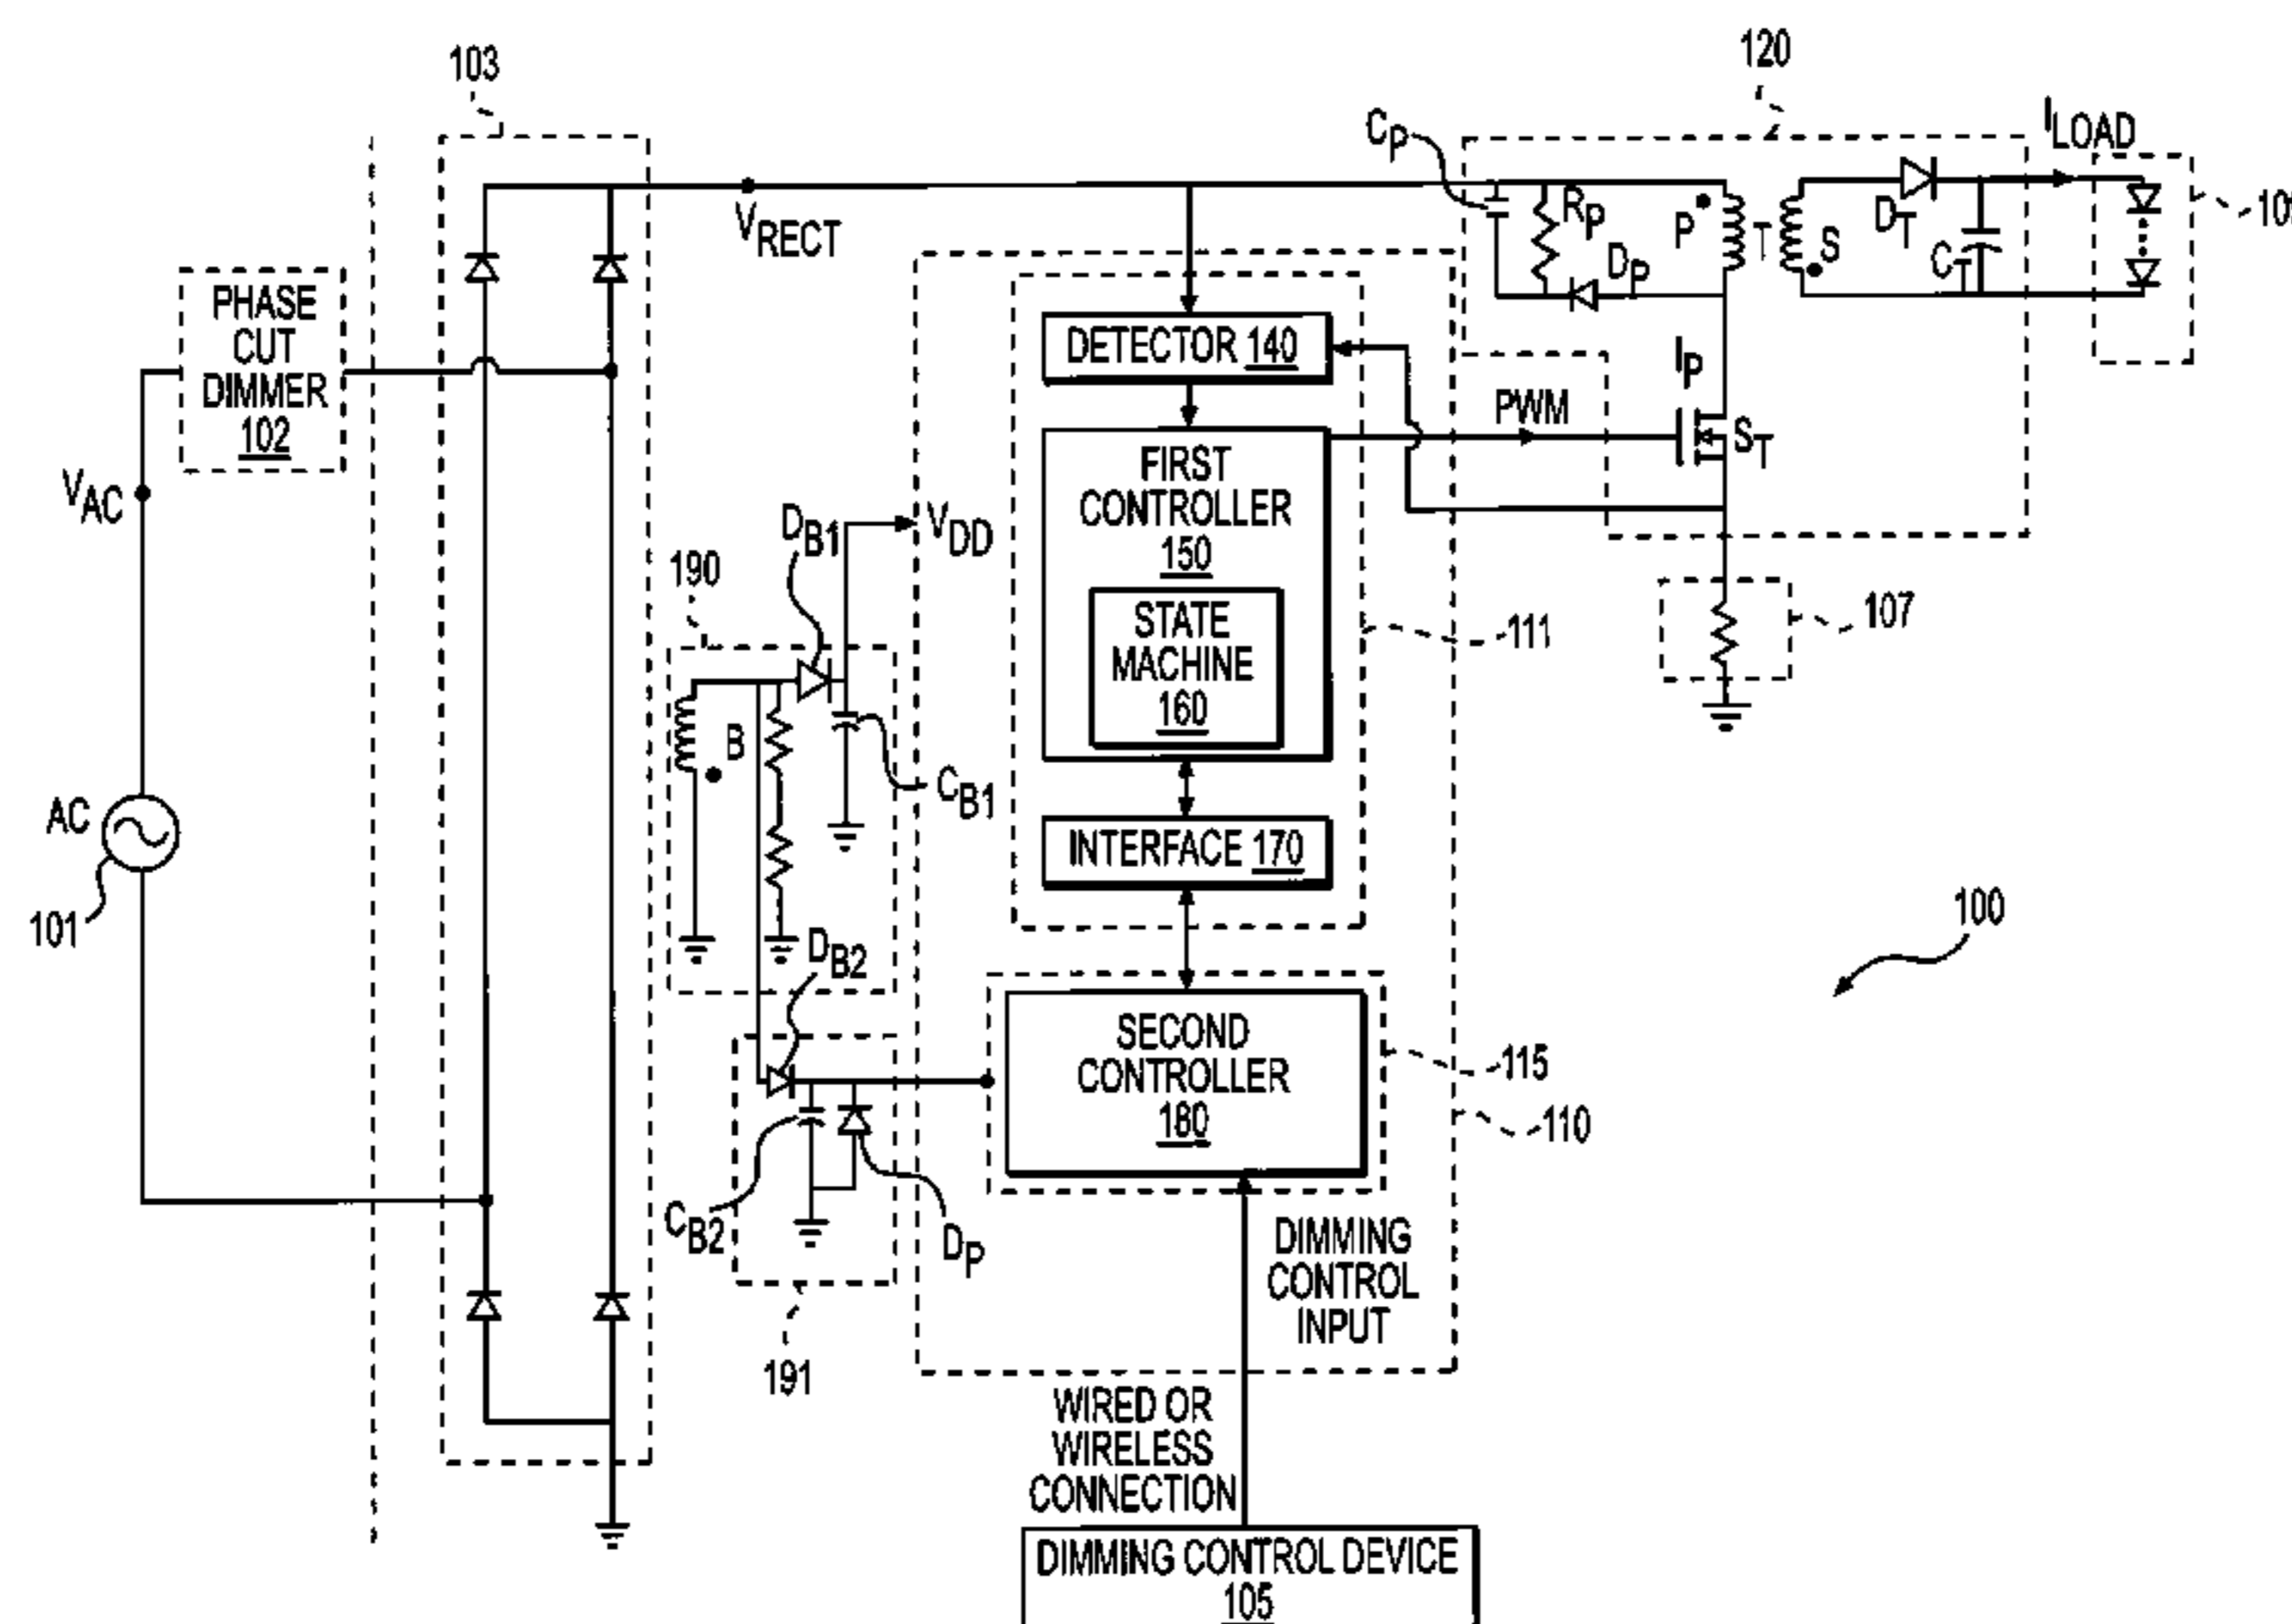 103
120
C_P
I_LOAD
V_RECT
R_P
P
T
S
D_T
C_T
D_P
PHASE
CUT
DIMMER
102
DETECTOR 140
I_P
PWM
S_T
V_AC
FIRST
CONTROLLER
150
D_B1
V_DD
190
STATE
MACHINE
160
111
107
B
C_B1
AC
101
INTERFACE 170
100
D_B2
SECOND
CONTROLLER
180
115
110
C_B2
D_P
191
DIMMING
CONTROL
INPUT
WIRED OR
WIRELESS
CONNECTION
DIMMING CONTROL DEVICE
105